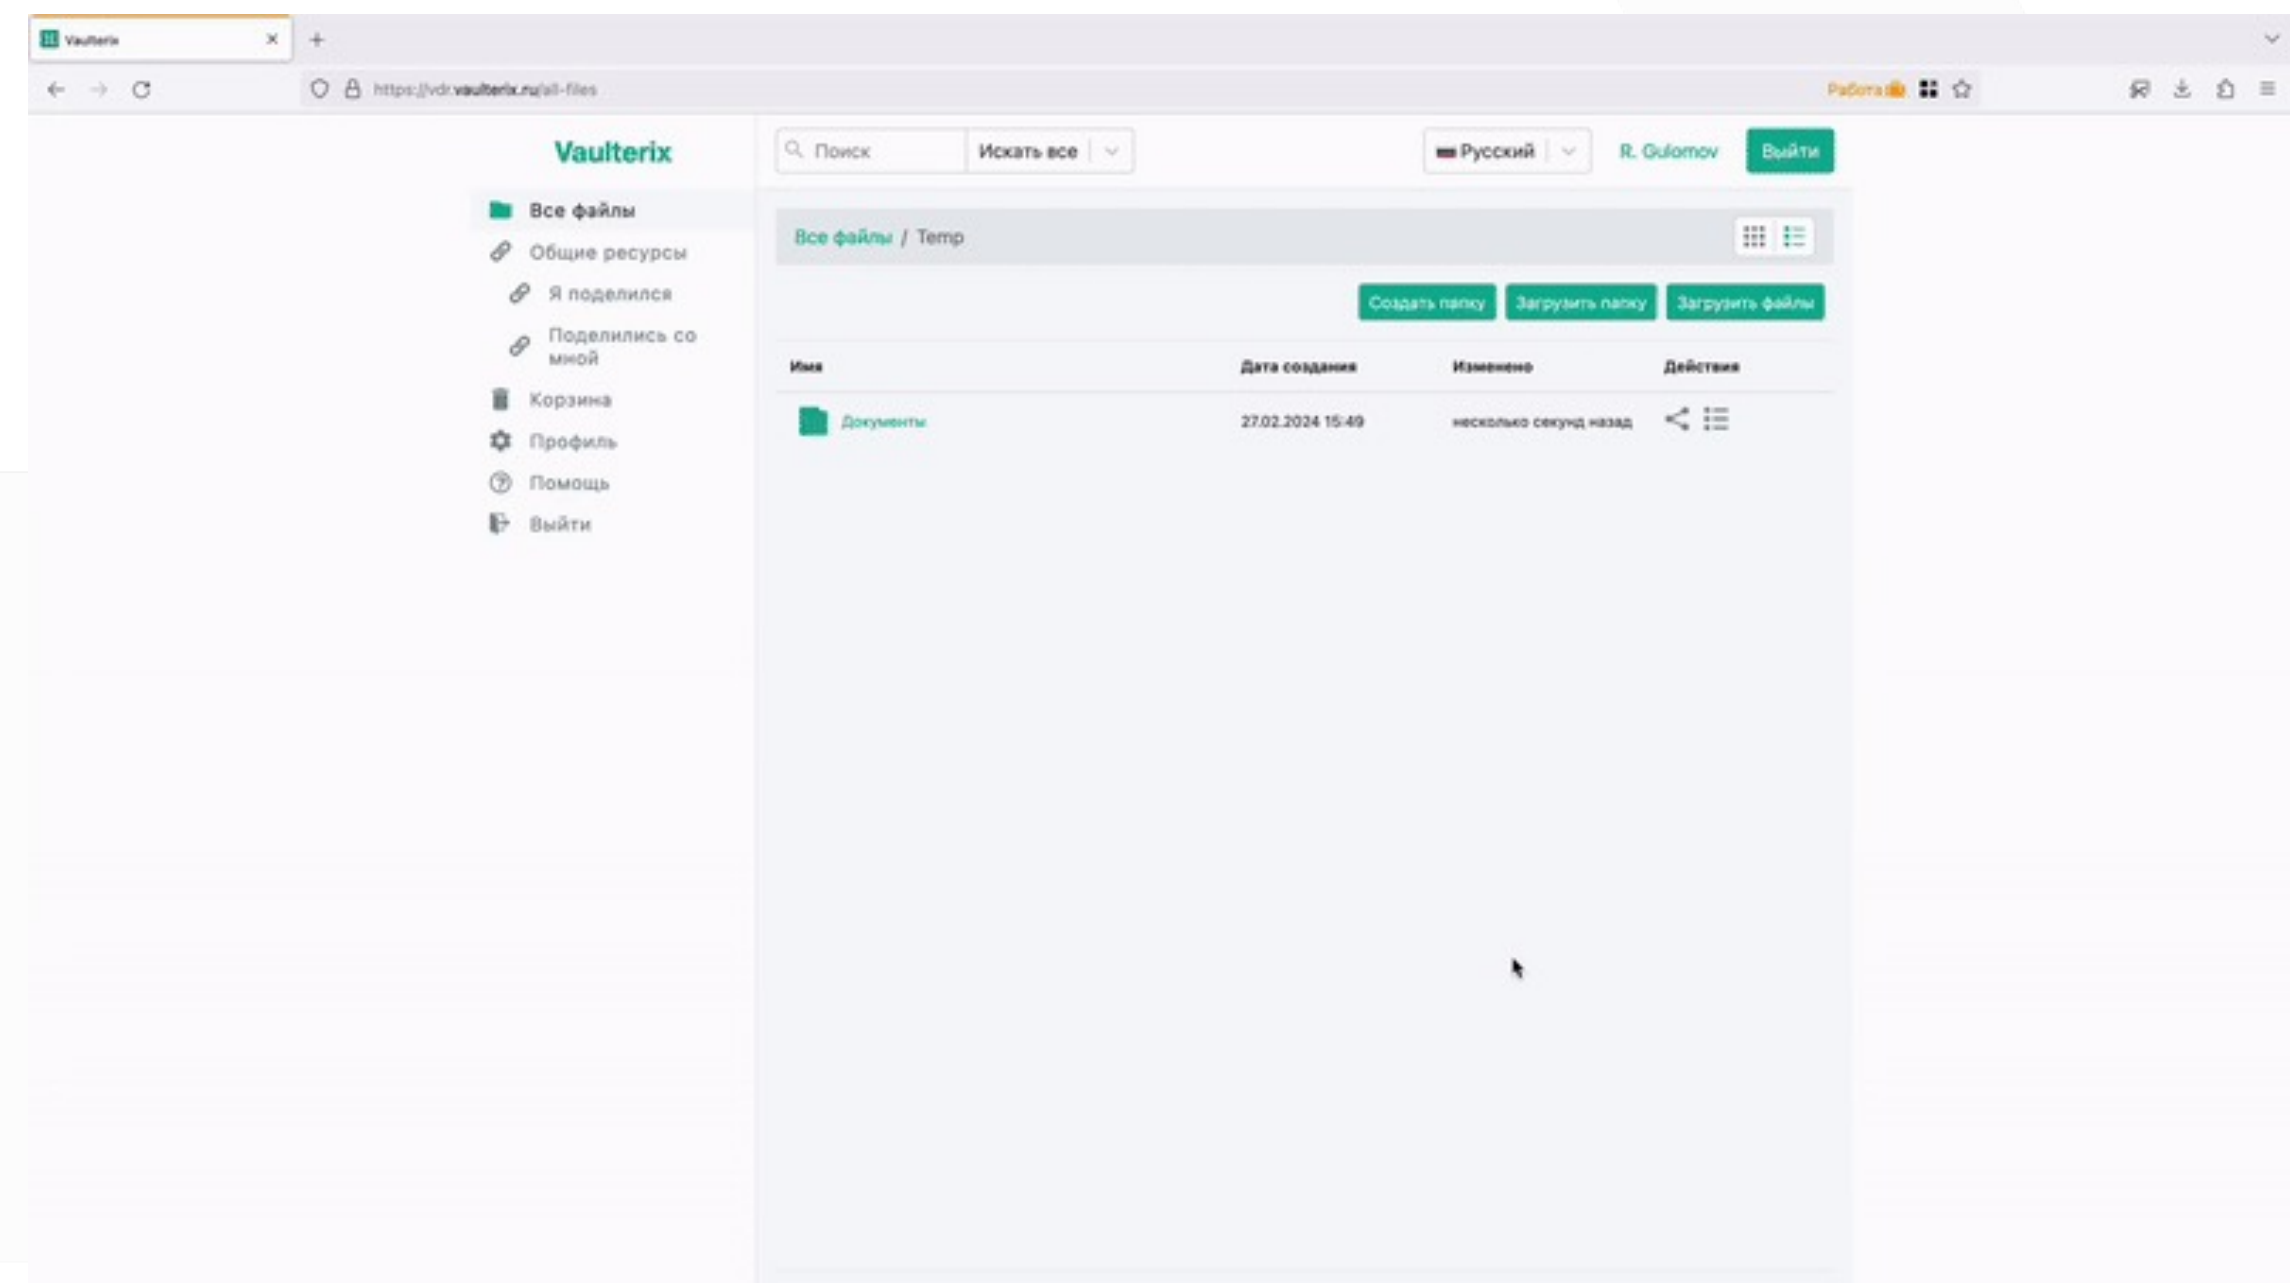 Vaulterix
https://vdr.vaulterix.ru/all-files
Работа
Vaulterix
Поиск
Искать все
Русский
R. Gulomov
Выйти
Все файлы
Общие ресурсы
Я поделился
Поделились со
мной
Корзина
Профиль
Помощь
Выйти
Все файлы / Temp
Создать папку
Загрузить папку
Загрузить файлы
Имя
Дата создания
Изменено
Действия
Документы
27.02.2024 15:49
несколько секунд назад